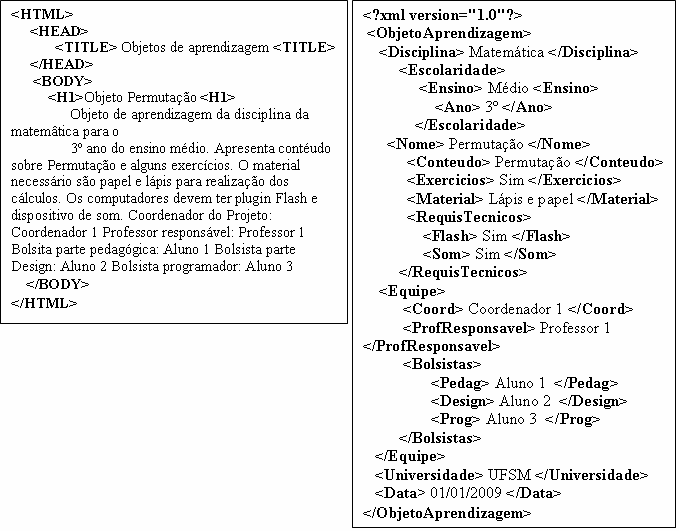 <HTML>
<HEAD>
<TITLE> Objetos de aprendizagem <TITLE>
</HEAD>
<BODY>
<H1>Objeto Permutação <H1>
Objeto de aprendizagem da disciplina da
matemâtica para o
3º ano do ensino médio. Apresenta contéudo
sobre Permutação e alguns exercícios. O material
necessário são papel e lápis para realização dos
cálculos. Os computadores devem ter plugin Flash e
dispositivo de som. Coordenador do Projeto:
Coordenador 1 Professor responsável: Professor 1
Bolsita parte pedagógica: Aluno 1 Bolsista parte
Design: Aluno 2 Bolsista programador: Aluno 3
</BODY>
</HTML>
<?xml version="1.0"?>
<ObjetoAprendizagem>
<Disciplina> Matemática </Disciplina>
<Escolaridade>
<Ensino> Médio <Ensino>
<Ano> 3º </Ano>
</Escolaridade>
<Nome> Permutação </Nome>
<Conteudo> Permutação </Conteudo>
<Exercicios> Sim </Exercicios>
<Material> Lápis e papel </Material>
<RequisTecnicos>
<Flash> Sim </Flash>
<Som> Sim </Som>
</RequisTecnicos>
<Equipe>
<Coord> Coordenador 1 </Coord>
<ProfResponsavel> Professor 1
</ProfResponsavel>
<Bolsistas>
<Pedag> Aluno 1 </Pedag>
<Design> Aluno 2 </Design>
<Prog> Aluno 3 </Prog>
</Bolsistas>
</Equipe>
<Universidade> UFSM </Universidade>
<Data> 01/01/2009 </Data>
</ObjetoAprendizagem>